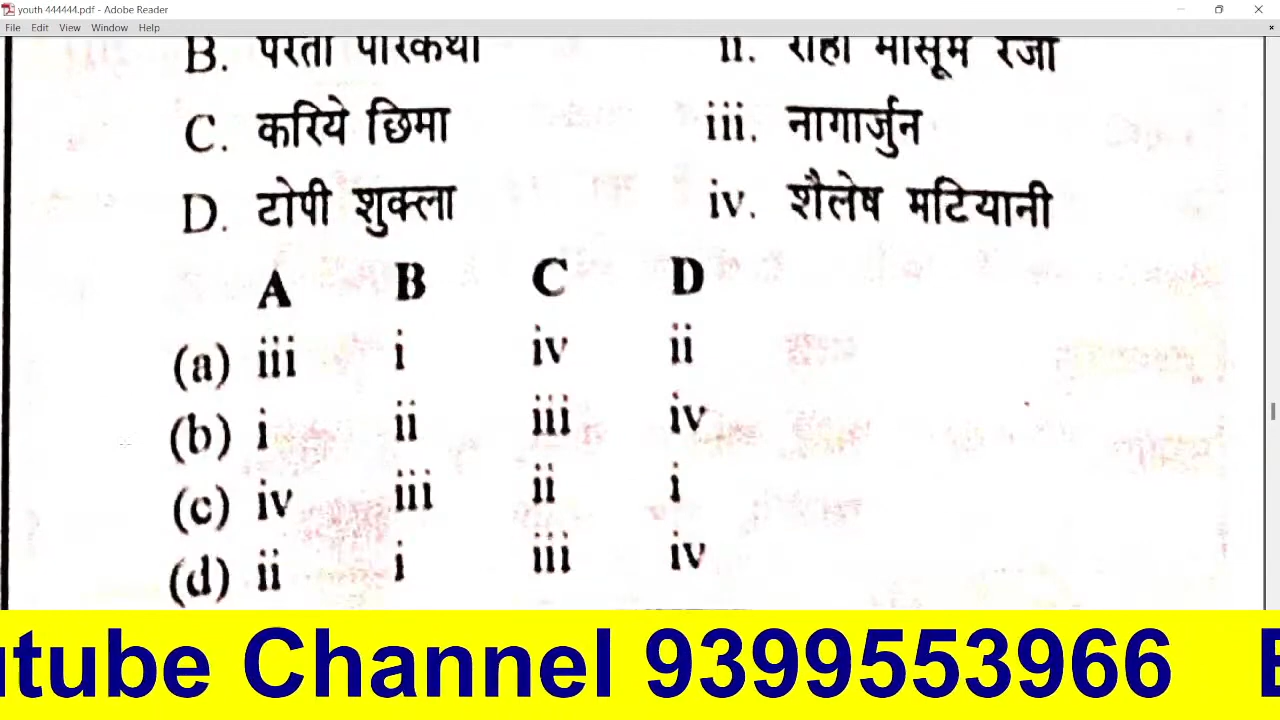 youth 444444.pdf - Adobe Reader
File Edit View Window Help
B. परती परिकथा ii. राही मासूम रजा
C. करिये छिमा iii. नागार्जुन
D. टोपी शुक्ला iv. शैलेष मटियानी
A B C D
(a) iii i iv ii
(b) i ii iii iv
(c) iv iii ii i
(d) ii i iii iv
utube Channel 9399553966 E